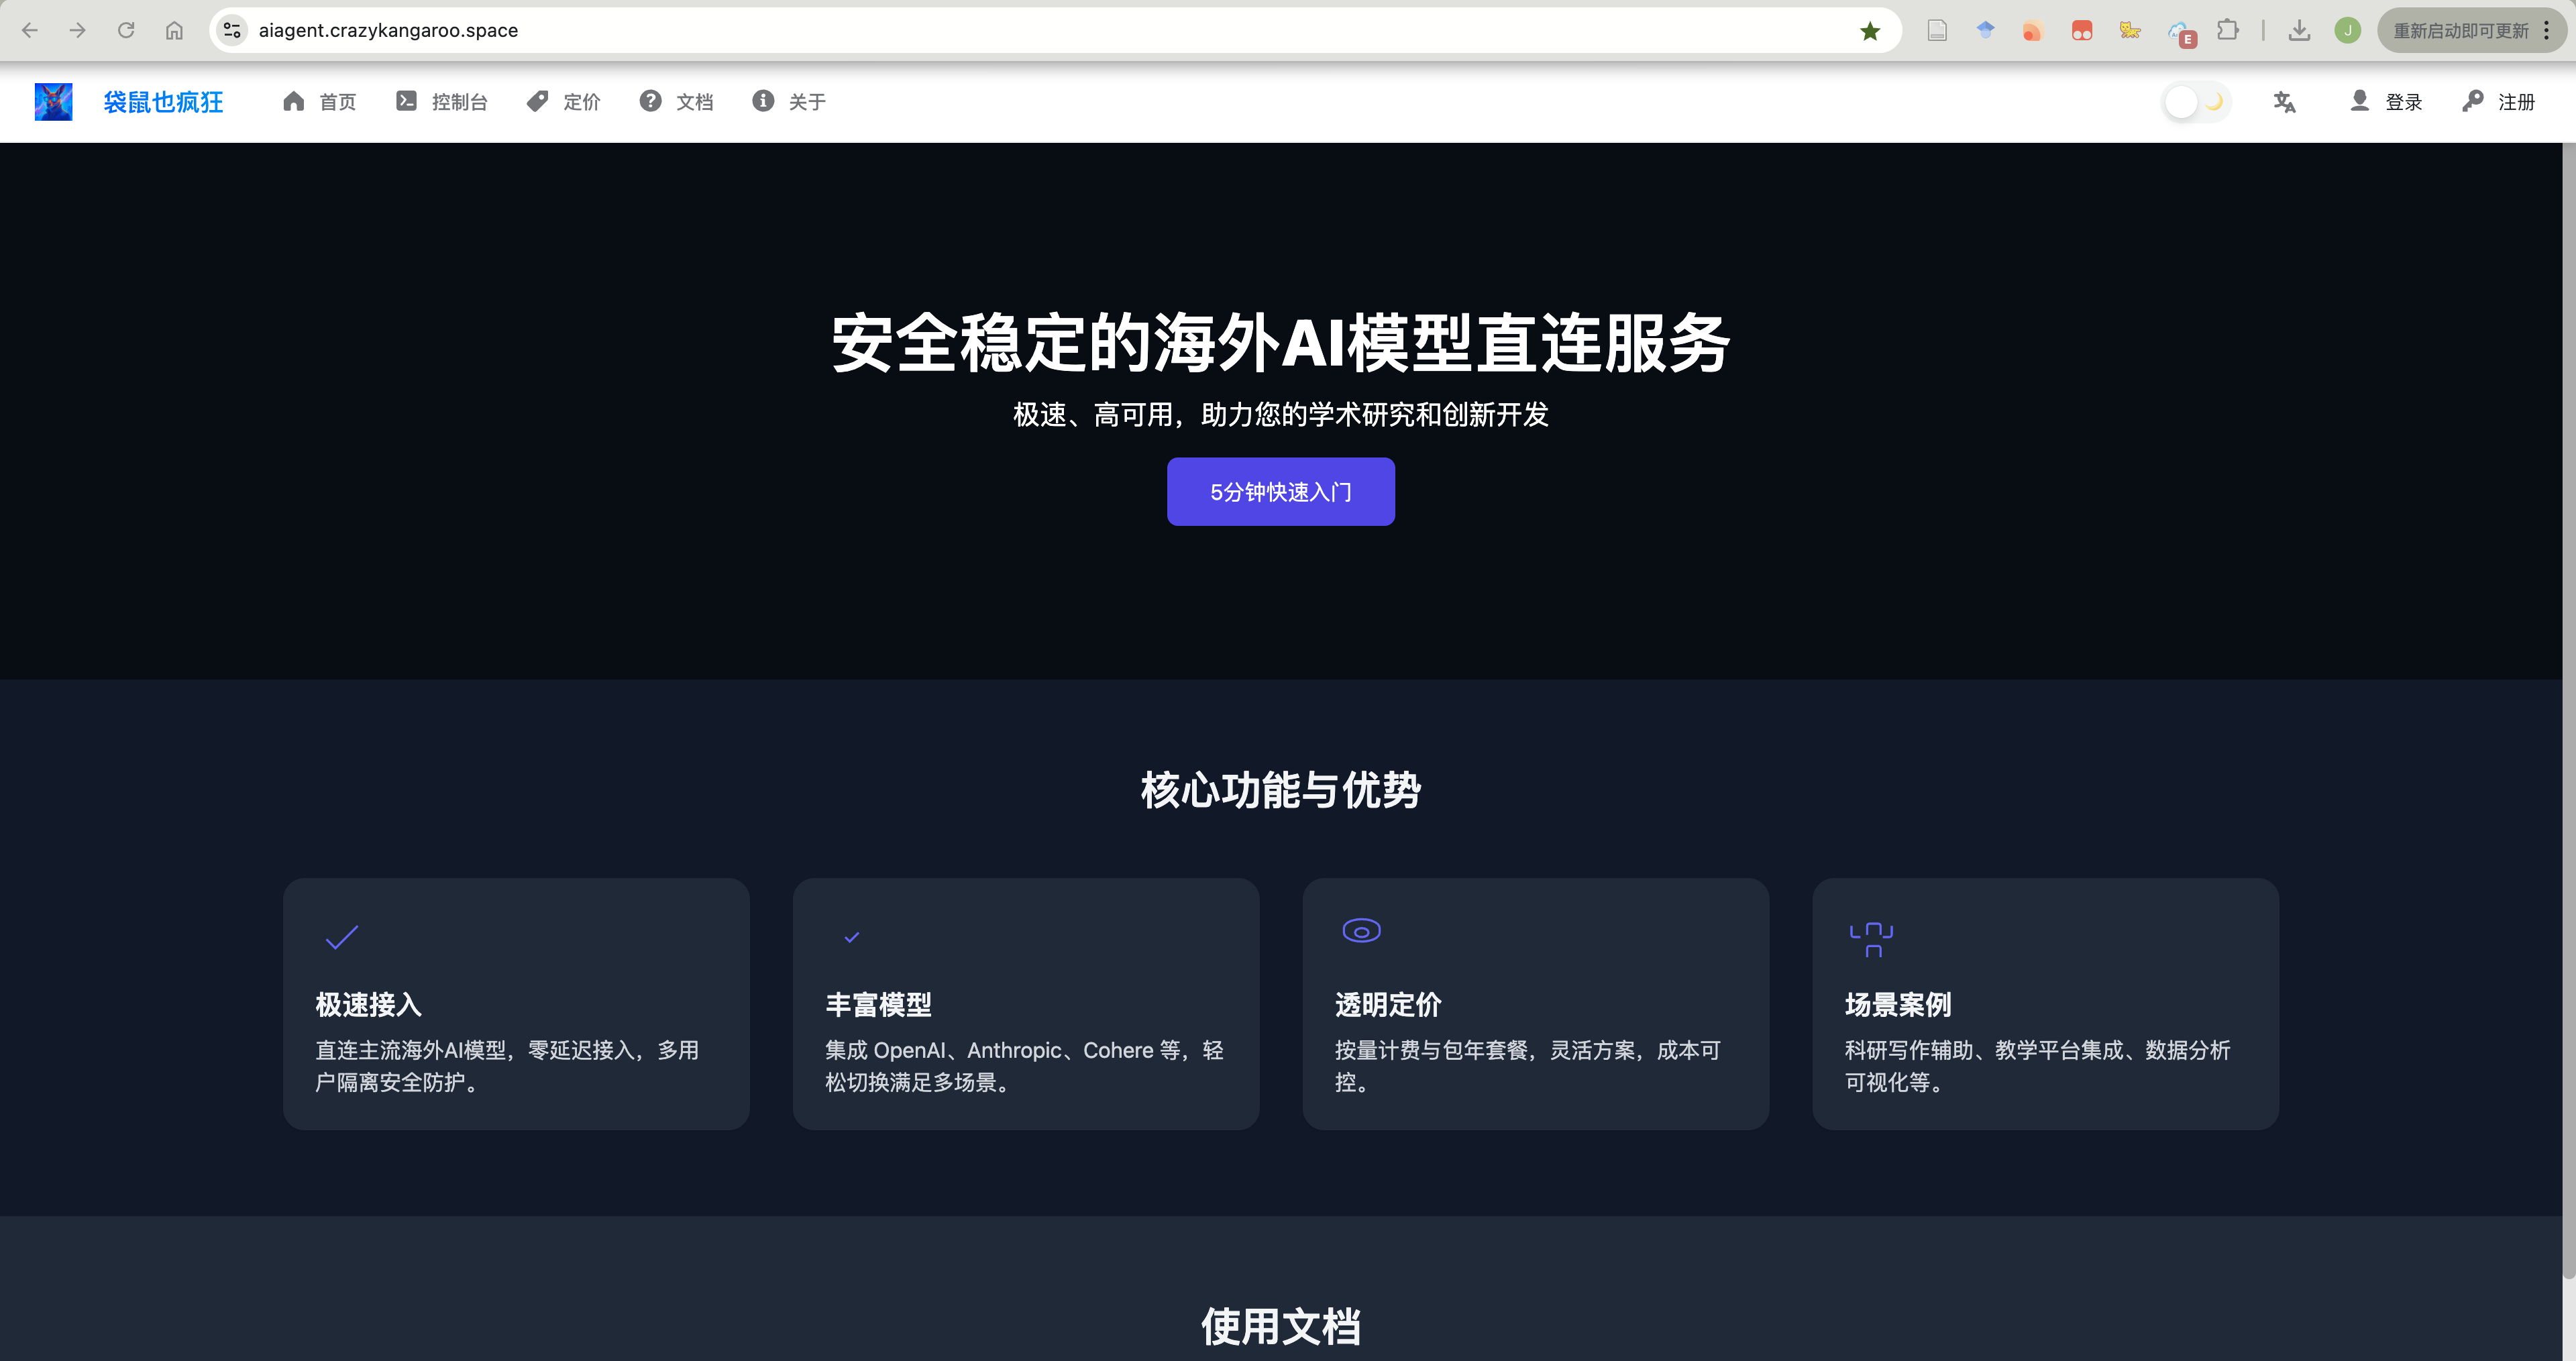 aiagent.crazykangaroo.space
E
J
重新启动即可更新
袋鼠也疯狂
首页
控制台
定价
文档
关于
登录
注册
安全稳定的海外AI模型直连服务
极速、高可用，助力您的学术研究和创新开发
5分钟快速入门
核心功能与优势
极速接入
直连主流海外AI模型，零延迟接入，多用
户隔离安全防护。
丰富模型
集成 OpenAI、Anthropic、Cohere 等，轻
松切换满足多场景。
透明定价
按量计费与包年套餐，灵活方案，成本可
控。
场景案例
科研写作辅助、教学平台集成、数据分析
可视化等。
使用文档